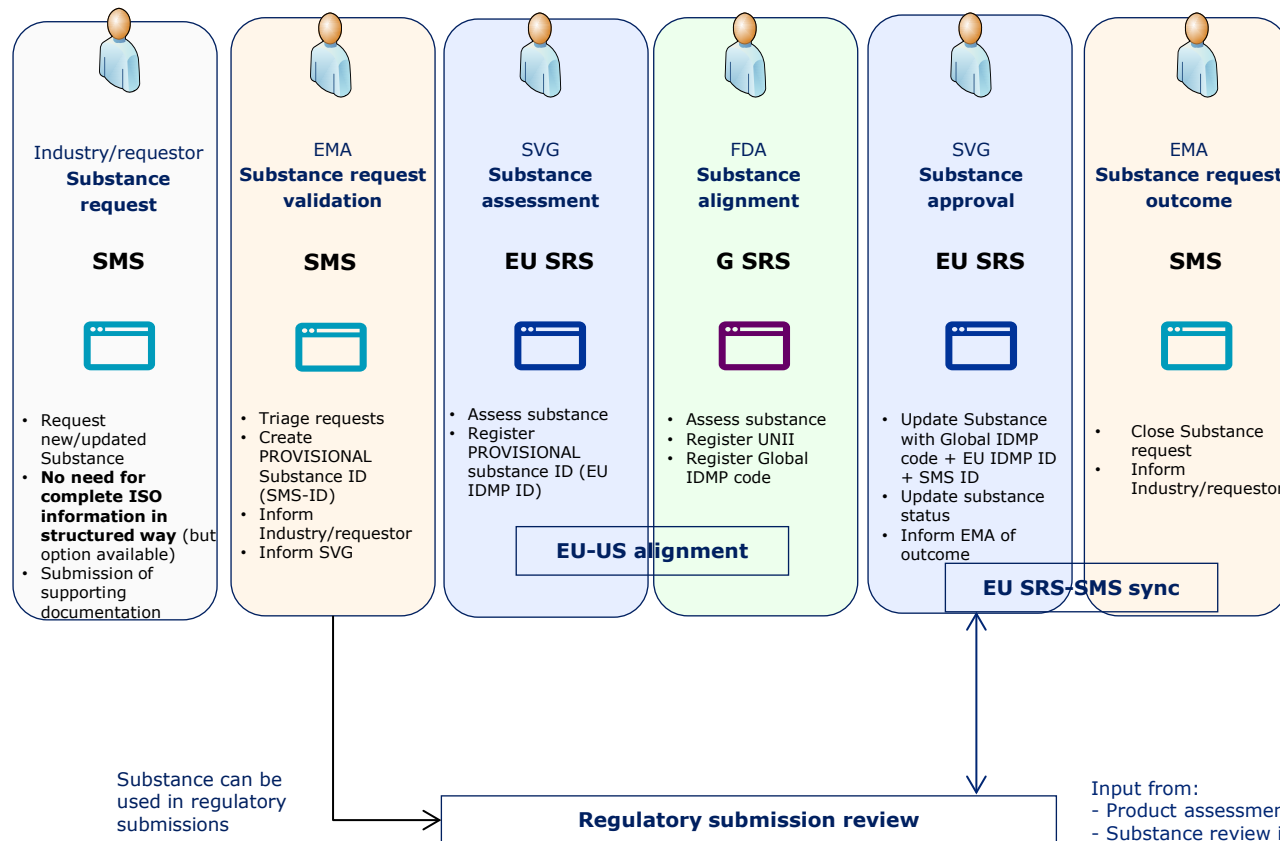 Industry/requestor
Substance
request
SMS
• Request
new/updated
Substance
• No need for
complete ISO
information in
structured way (but
option available)
• Submission of
supporting
documentation
EMA
Substance request
validation
SMS
• Triage requests
• Create
PROVISIONAL
Substance ID
(SMS-ID)
• Inform
Industry/requestor
• Inform SVG
SVG
Substance
assessment
EU SRS
• Assess substance
• Register
PROVISIONAL
substance ID (EU
IDMP ID)
FDA
Substance
alignment
G SRS
• Assess substance
• Register UNII
• Register Global
IDMP code
EU-US alignment
SVG
Substance
approval
EU SRS
• Update Substance
with Global IDMP
code + EU IDMP ID
+ SMS ID
• Update substance
status
• Inform EMA of
outcome
EMA
Substance request
outcome
SMS
• Close Substance
request
• Inform
Industry/requestor
EU SRS-SMS sync
Substance can be
used in regulatory
submissions
Regulatory submission review
Input from:
- Product assessmen
- Substance review i